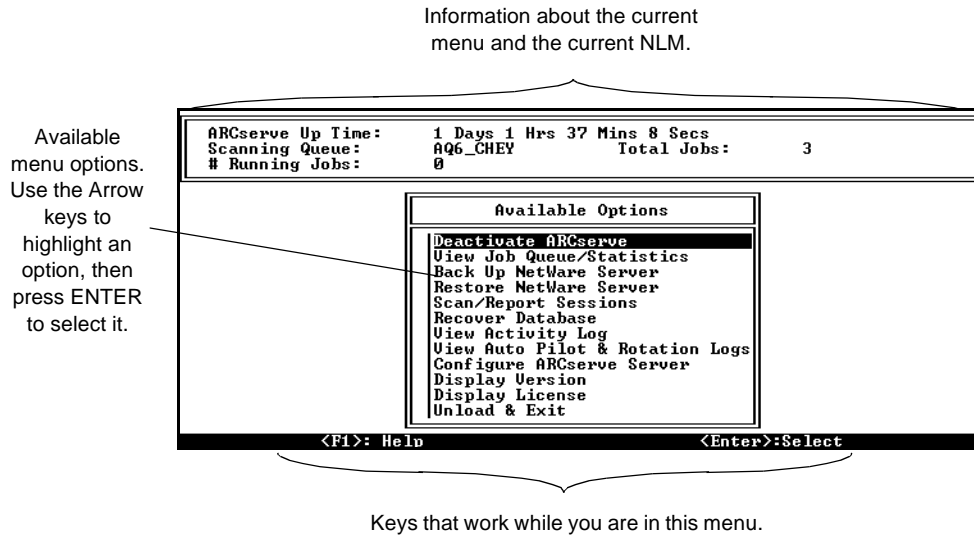 Information about the current
menu and the current NLM.
Available
menu options.
Use the Arrow
keys to
highlight an
option, then
press ENTER
to select it.
ARCserve Up Time: 1 Days 1 Hrs 37 Mins 8 Secs
Scanning Queue: AQ6_CHEY Total Jobs: 3
# Running Jobs: 0
Available Options
Deactivate ARCserve
View Job Queue/Statistics
Back Up NetWare Server
Restore NetWare Server
Scan/Report Sessions
Recover Database
View Activity Log
View Auto Pilot & Rotation Logs
Configure ARCserve Server
Display Version
Display License
Unload & Exit
<F1>: Help <Enter>:Select
Keys that work while you are in this menu.